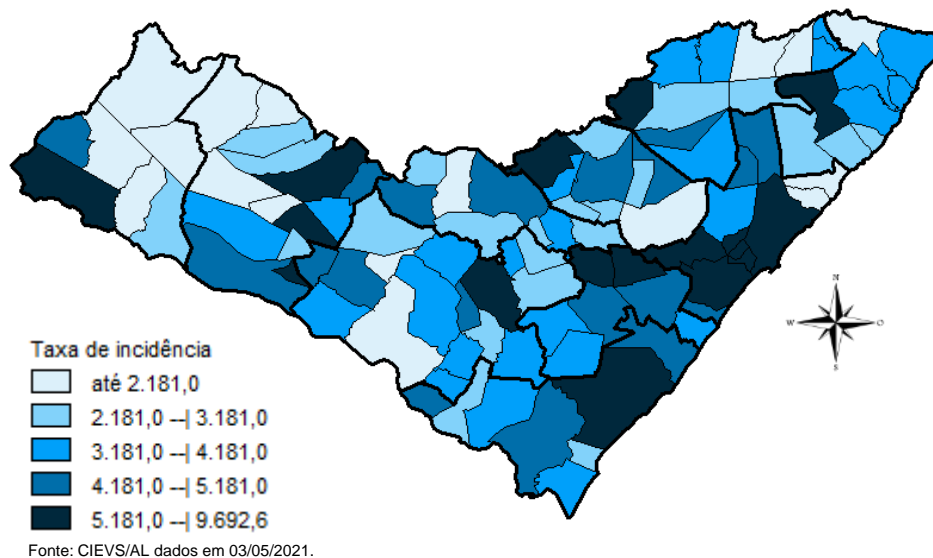 N
W
O
S
Taxa de incidência
até 2.181,0
2.181,0 --| 3.181,0
3.181,0 --| 4.181,0
4.181,0 --| 5.181,0
5.181,0 --| 9.692,6
Fonte: CIEVS/AL dados em 03/05/2021.